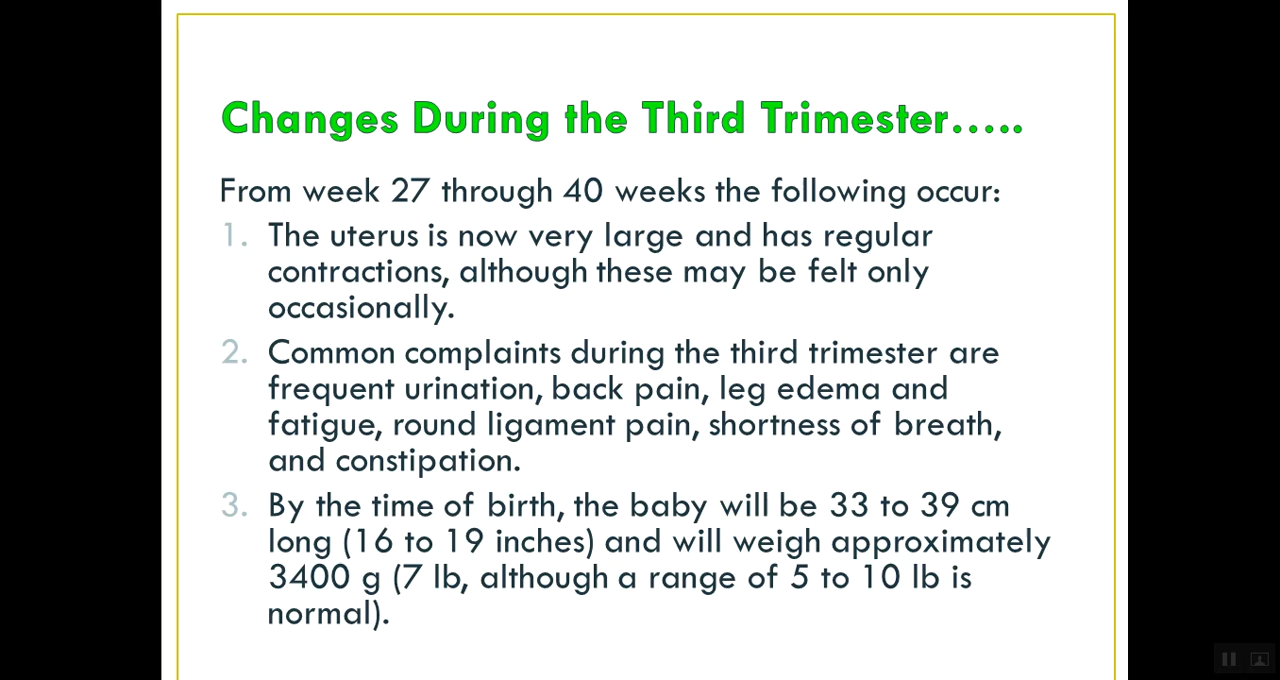 Changes During the Third Trimester.....
From week 27 through 40 weeks the following occur:
1. The uterus is now very large and has regular
contractions, although these may be felt only
occasionally.
2. Common complaints during the third trimester are
frequent urination, back pain, leg edema and
fatigue, round ligament pain, shortness of breath,
and constipation.
3. By the time of birth, the baby will be 33 to 39 cm
long (16 to 19 inches) and will weigh approximately
3400 g (7 lb, although a range of 5 to 10 lb is
normal).